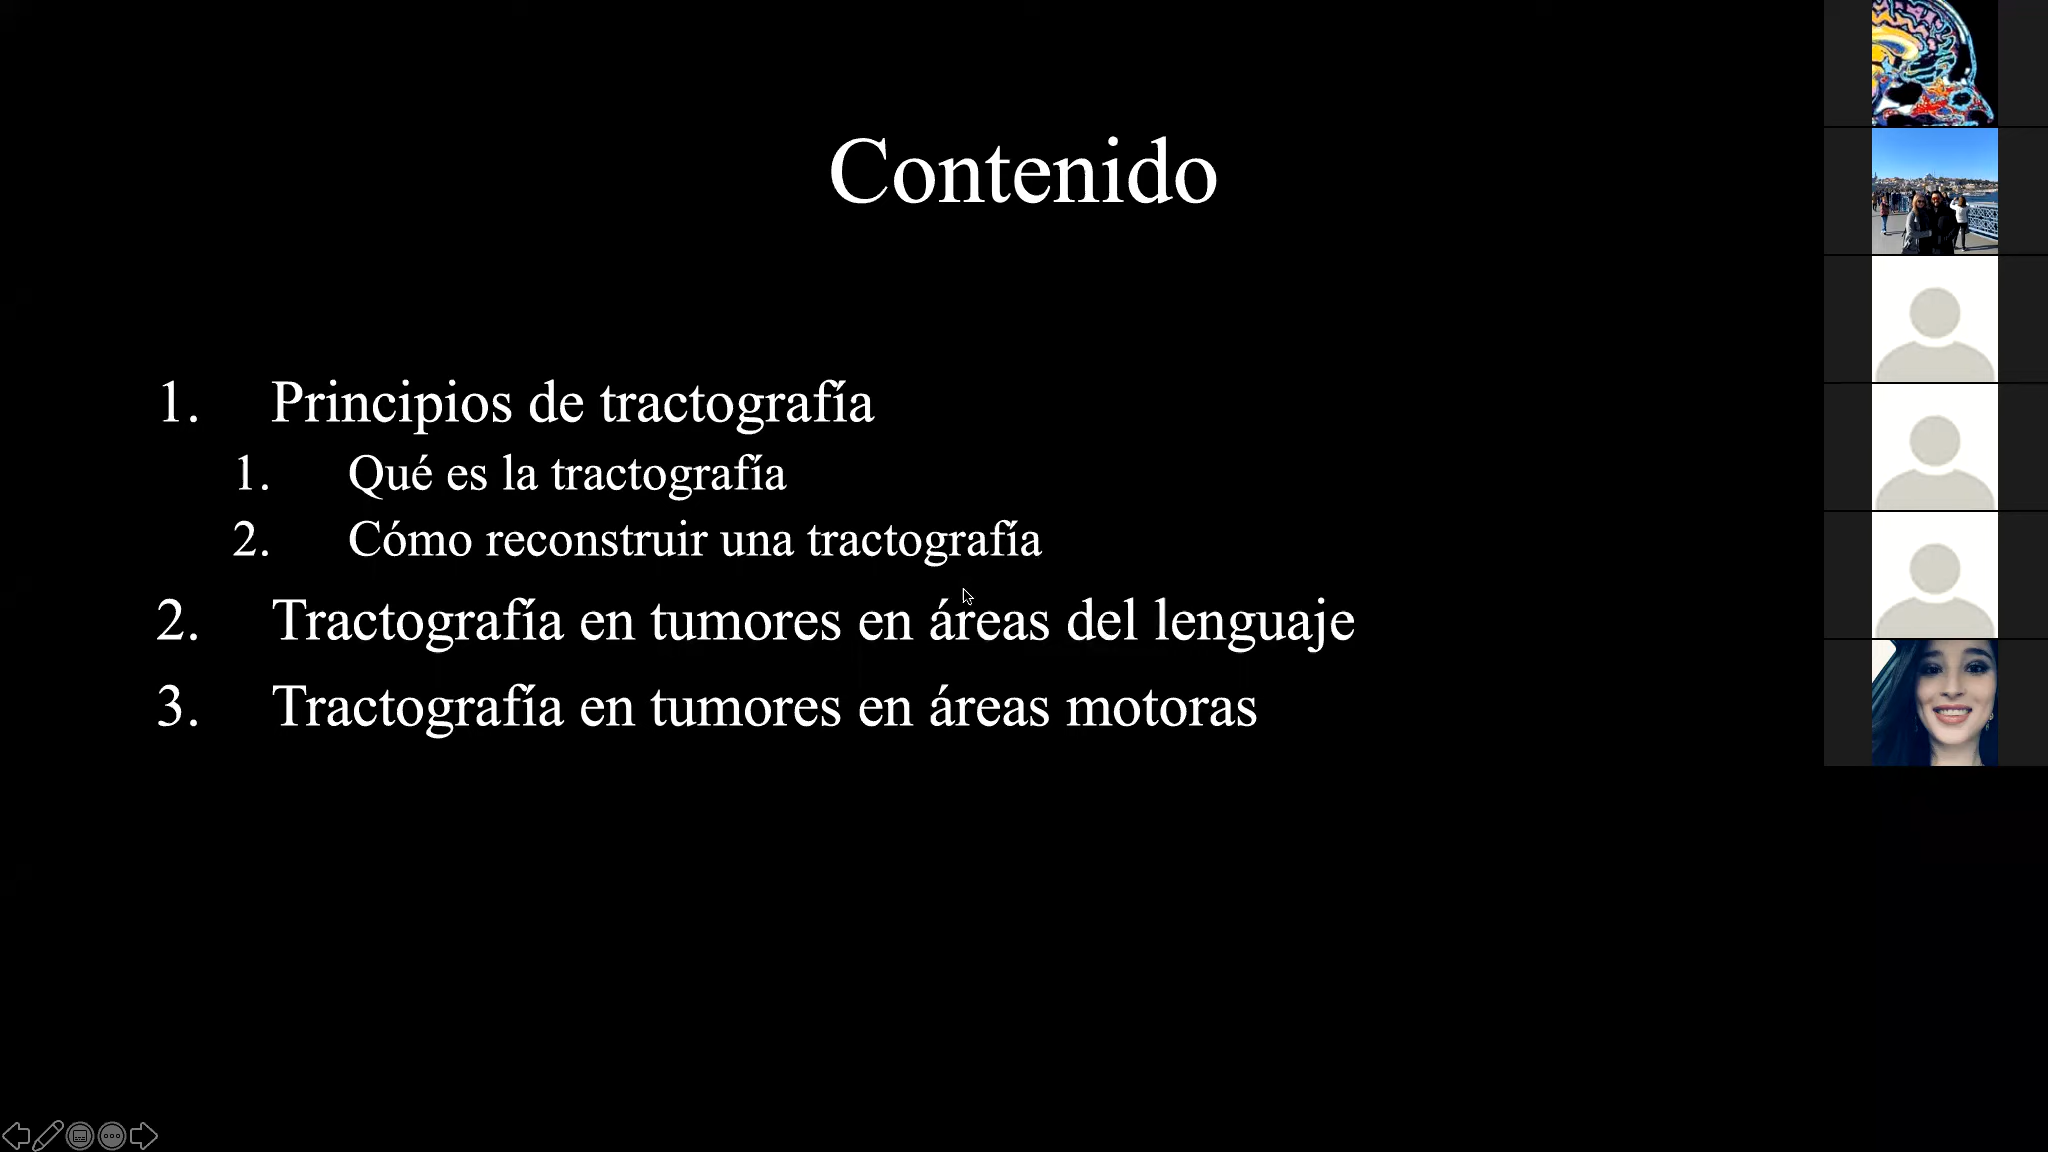 Contenido
1. Principios de tractografía
1. Qué es la tractografía
2. Cómo reconstruir una tractografía
2. Tractografía en tumores en áreas del lenguaje
3. Tractografía en tumores en áreas motoras